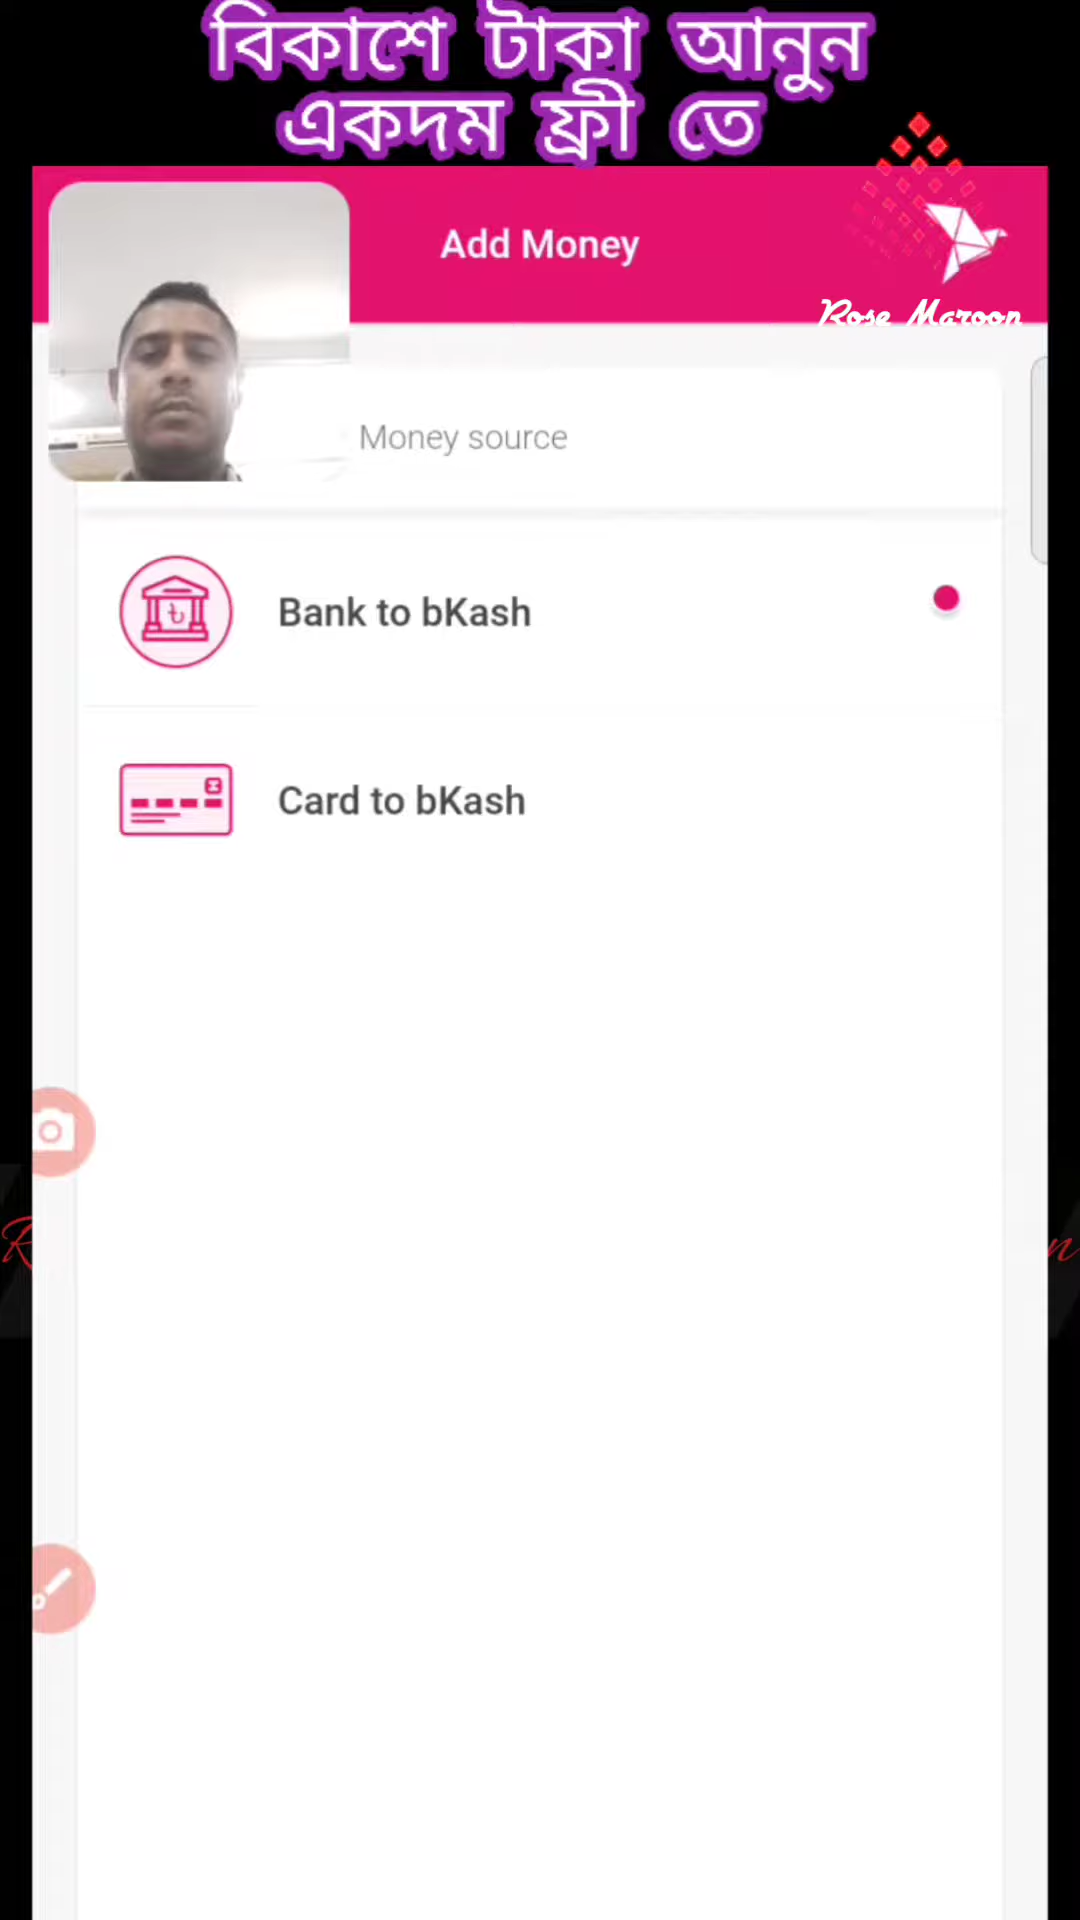 বিকাশে টাকা আনুন
একদম ফ্রী তে
Add Money
Rose Maroon
Money source
Bank to bKash
Card to bKash